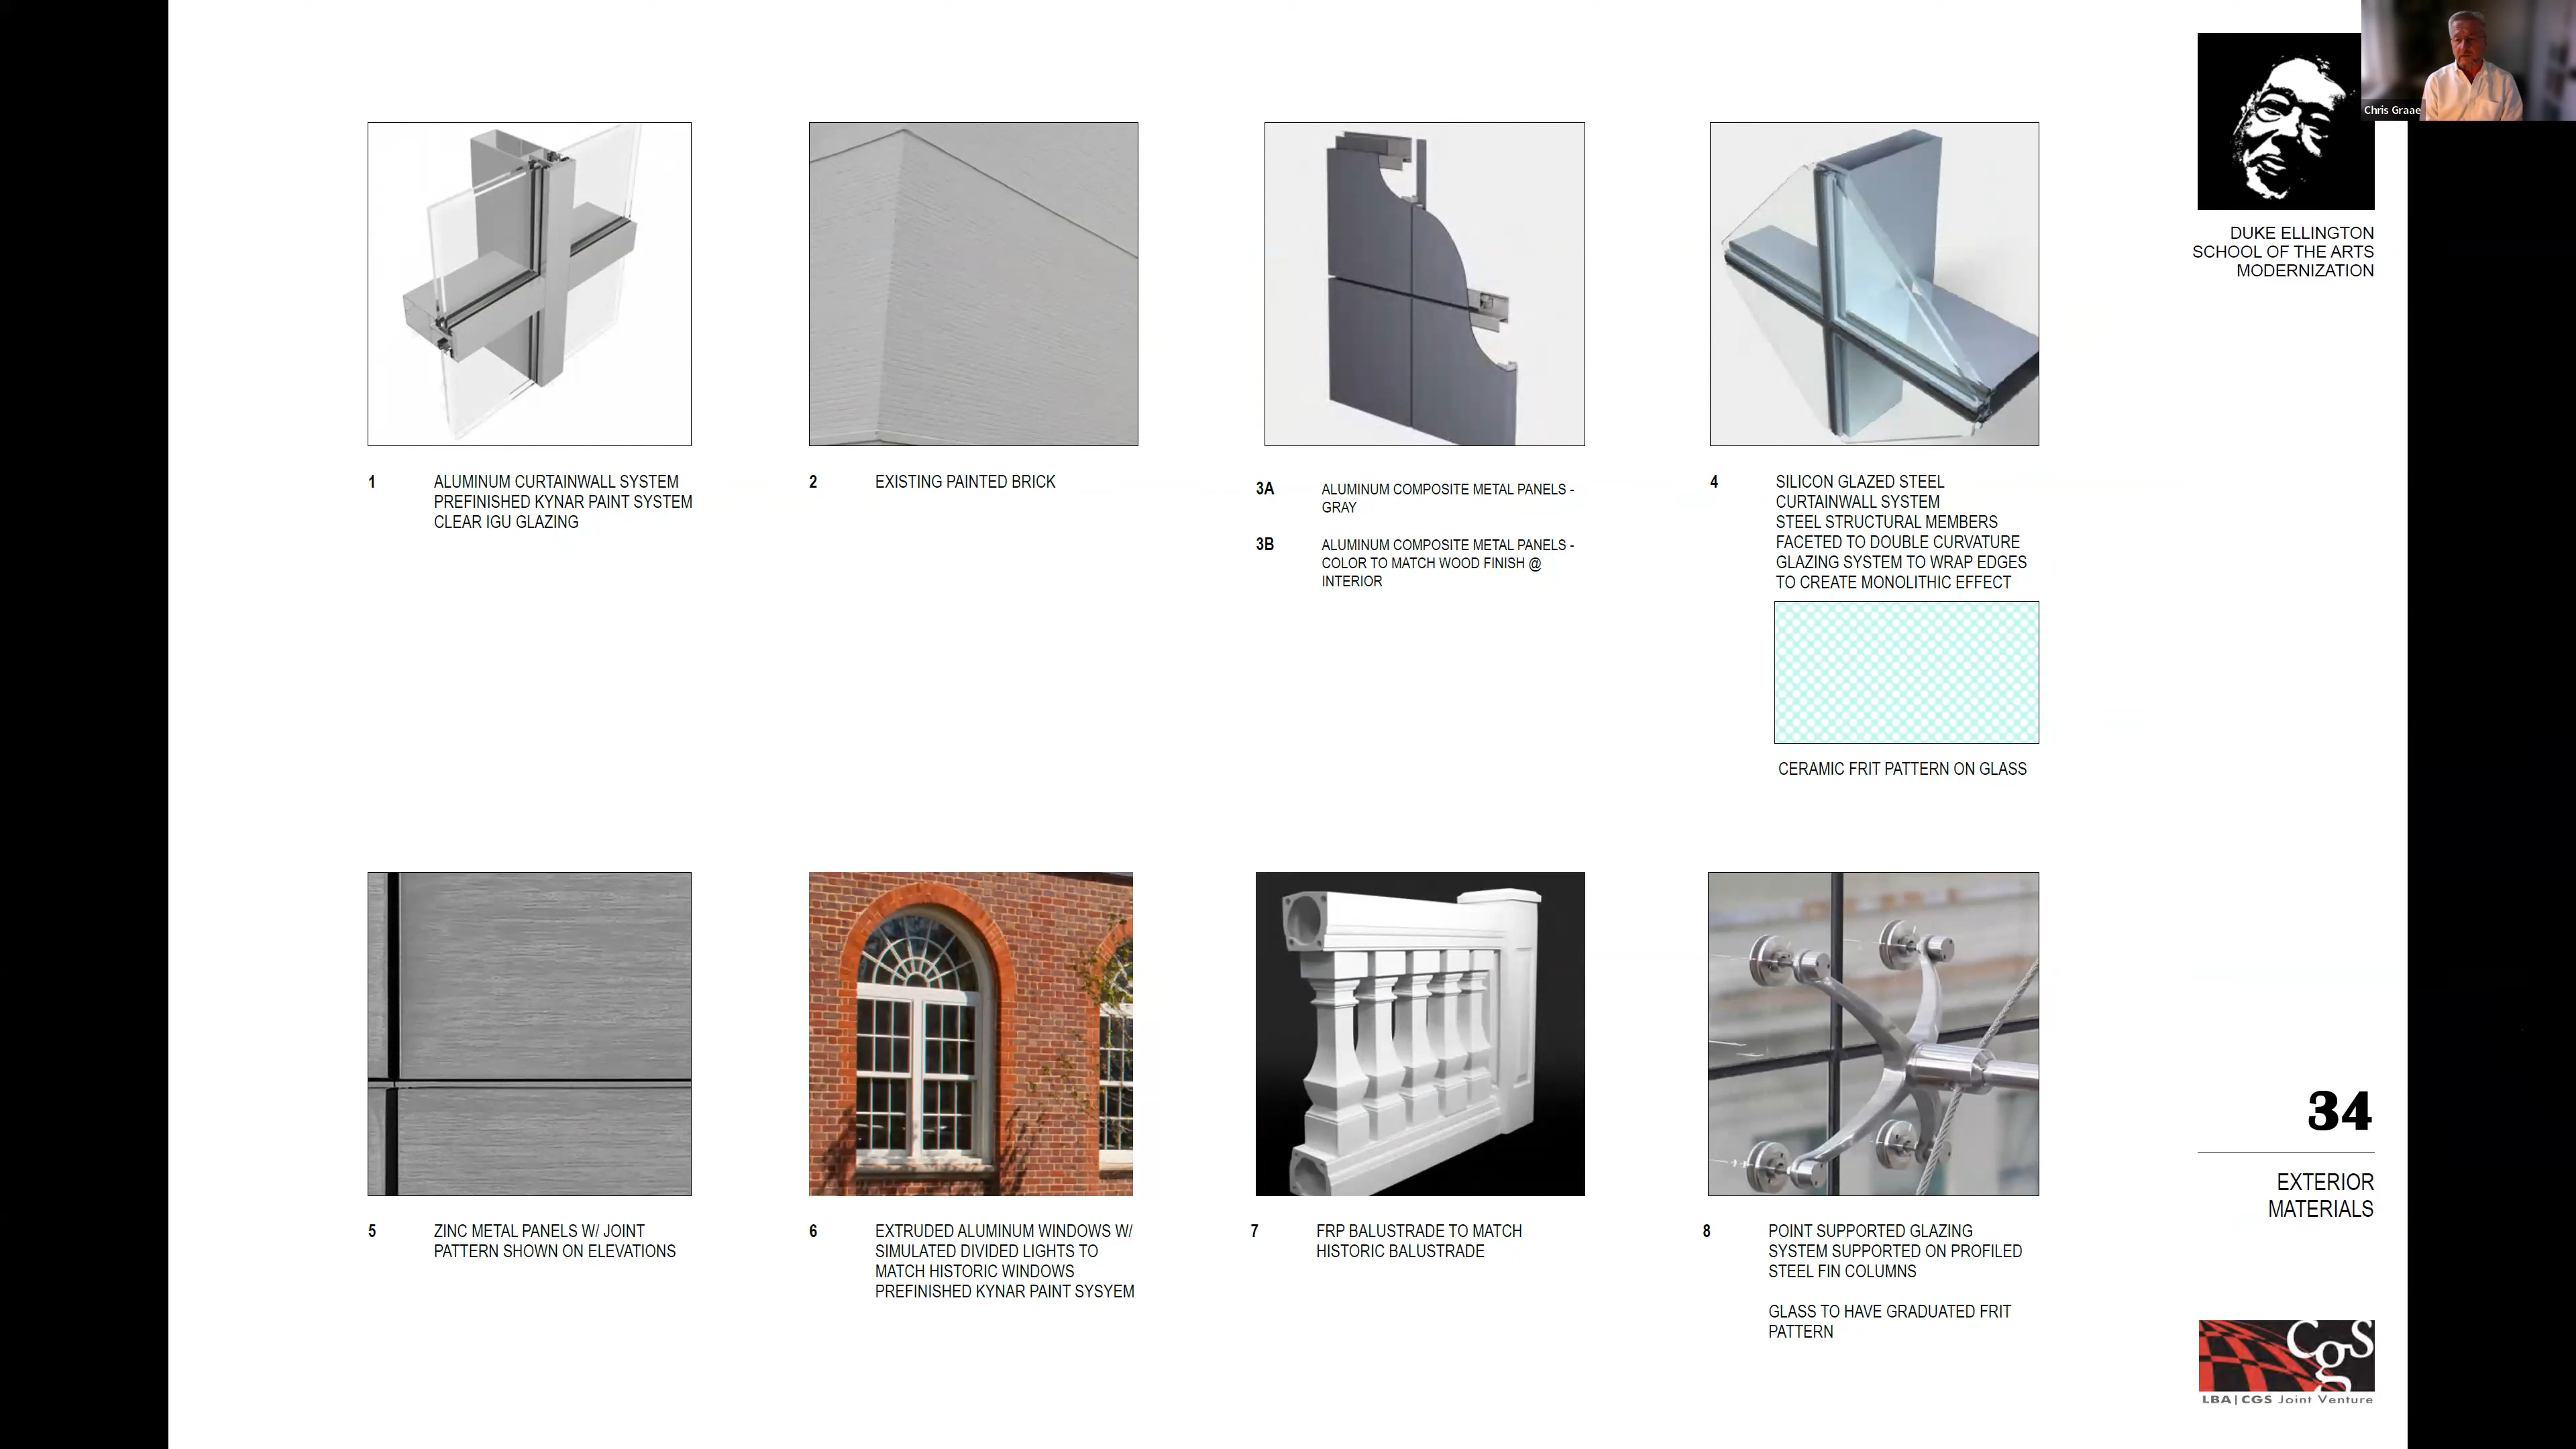 Chris Graae
DUKE ELLINGTON
SCHOOL OF THE ARTS
MODERNIZATION
1
ALUMINUM CURTAINWALL SYSTEM
PREFINISHED KYNAR PAINT SYSTEM
CLEAR IGU GLAZING
2
EXISTING PAINTED BRICK
3A
ALUMINUM COMPOSITE METAL PANELS -
GRAY
3B
ALUMINUM COMPOSITE METAL PANELS -
COLOR TO MATCH WOOD FINISH @
INTERIOR
4
SILICON GLAZED STEEL
CURTAINWALL SYSTEM
STEEL STRUCTURAL MEMBERS
FACETED TO DOUBLE CURVATURE
GLAZING SYSTEM TO WRAP EDGES
TO CREATE MONOLITHIC EFFECT
CERAMIC FRIT PATTERN ON GLASS
5
ZINC METAL PANELS W/ JOINT
PATTERN SHOWN ON ELEVATIONS
6
EXTRUDED ALUMINUM WINDOWS W/
SIMULATED DIVIDED LIGHTS TO
MATCH HISTORIC WINDOWS
PREFINISHED KYNAR PAINT SYSYEM
7
FRP BALUSTRADE TO MATCH
HISTORIC BALUSTRADE
8
POINT SUPPORTED GLAZING
SYSTEM SUPPORTED ON PROFILED
STEEL FIN COLUMNS
GLASS TO HAVE GRADUATED FRIT
PATTERN
34
EXTERIOR
MATERIALS
CgS
LBA|CGS Joint Venture